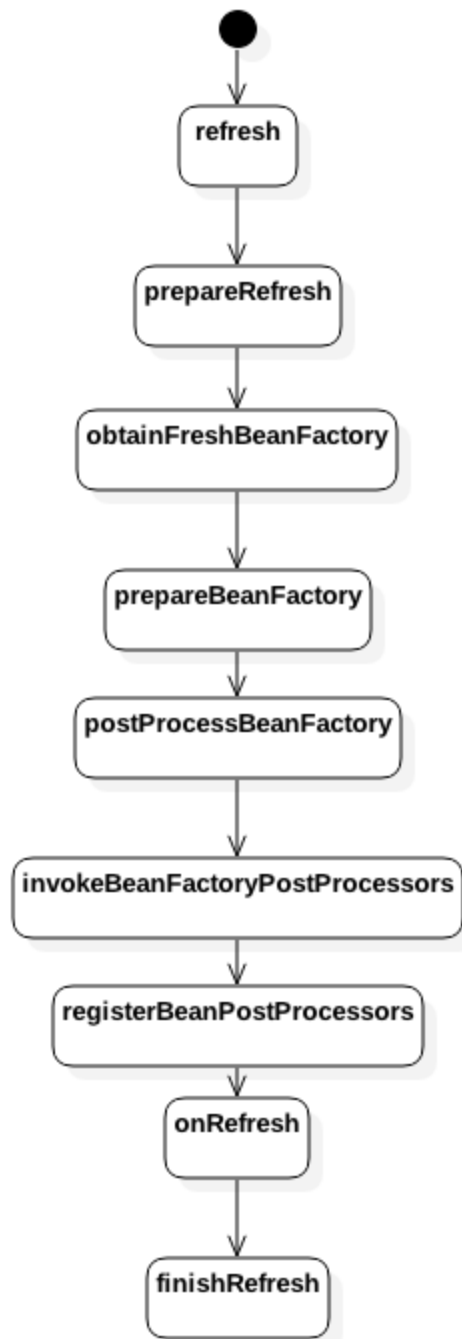 refresh
prepareRefresh
obtainFreshBeanFactory
prepareBeanFactory
postProcessBeanFactory
invokeBeanFactoryPostProcessors
registerBeanPostProcessors
onRefresh
finishRefresh